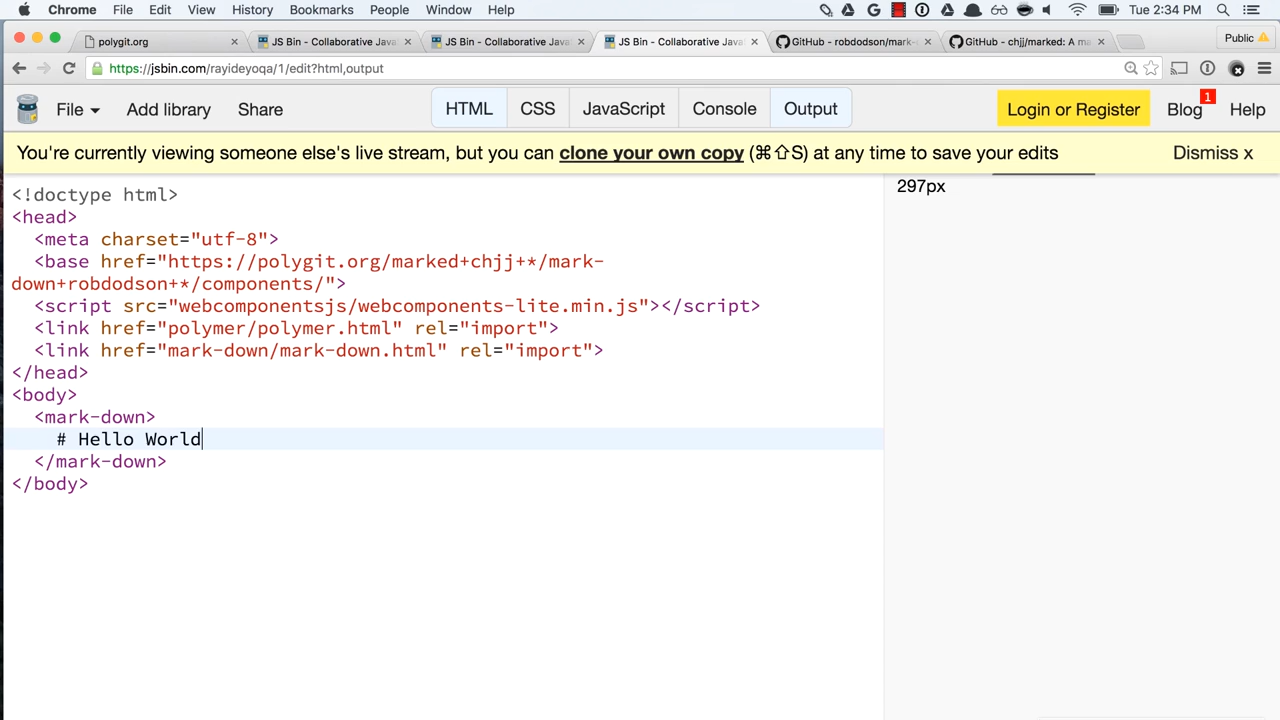 Chrome File Edit View History Bookmarks People Window Help Tue 2:34 PM
polygit.org JS Bin - Collaborative Java JS Bin - Collaborative Java JS Bin - Collaborative Java GitHub - robdodson/mark- GitHub - chjj/marked: A ma Public
https://jsbin.com/rayideyoqa/1/edit?html,output
File Add library Share HTML CSS JavaScript Console Output Login or Register Blog 1 Help
You're currently viewing someone else's live stream, but you can clone your own copy (⌘⇧S) at any time to save your edits Dismiss x
297px
<!doctype html>
<head>
<meta charset="utf-8">
<base href="https://polygit.org/marked+chjj+*/mark-
down+robdodson+*/components/">
<script src="webcomponentsjs/webcomponents-lite.min.js"></script>
<link href="polymer/polymer.html" rel="import">
<link href="mark-down/mark-down.html" rel="import">
</head>
<body>
<mark-down>
# Hello World
</mark-down>
</body>